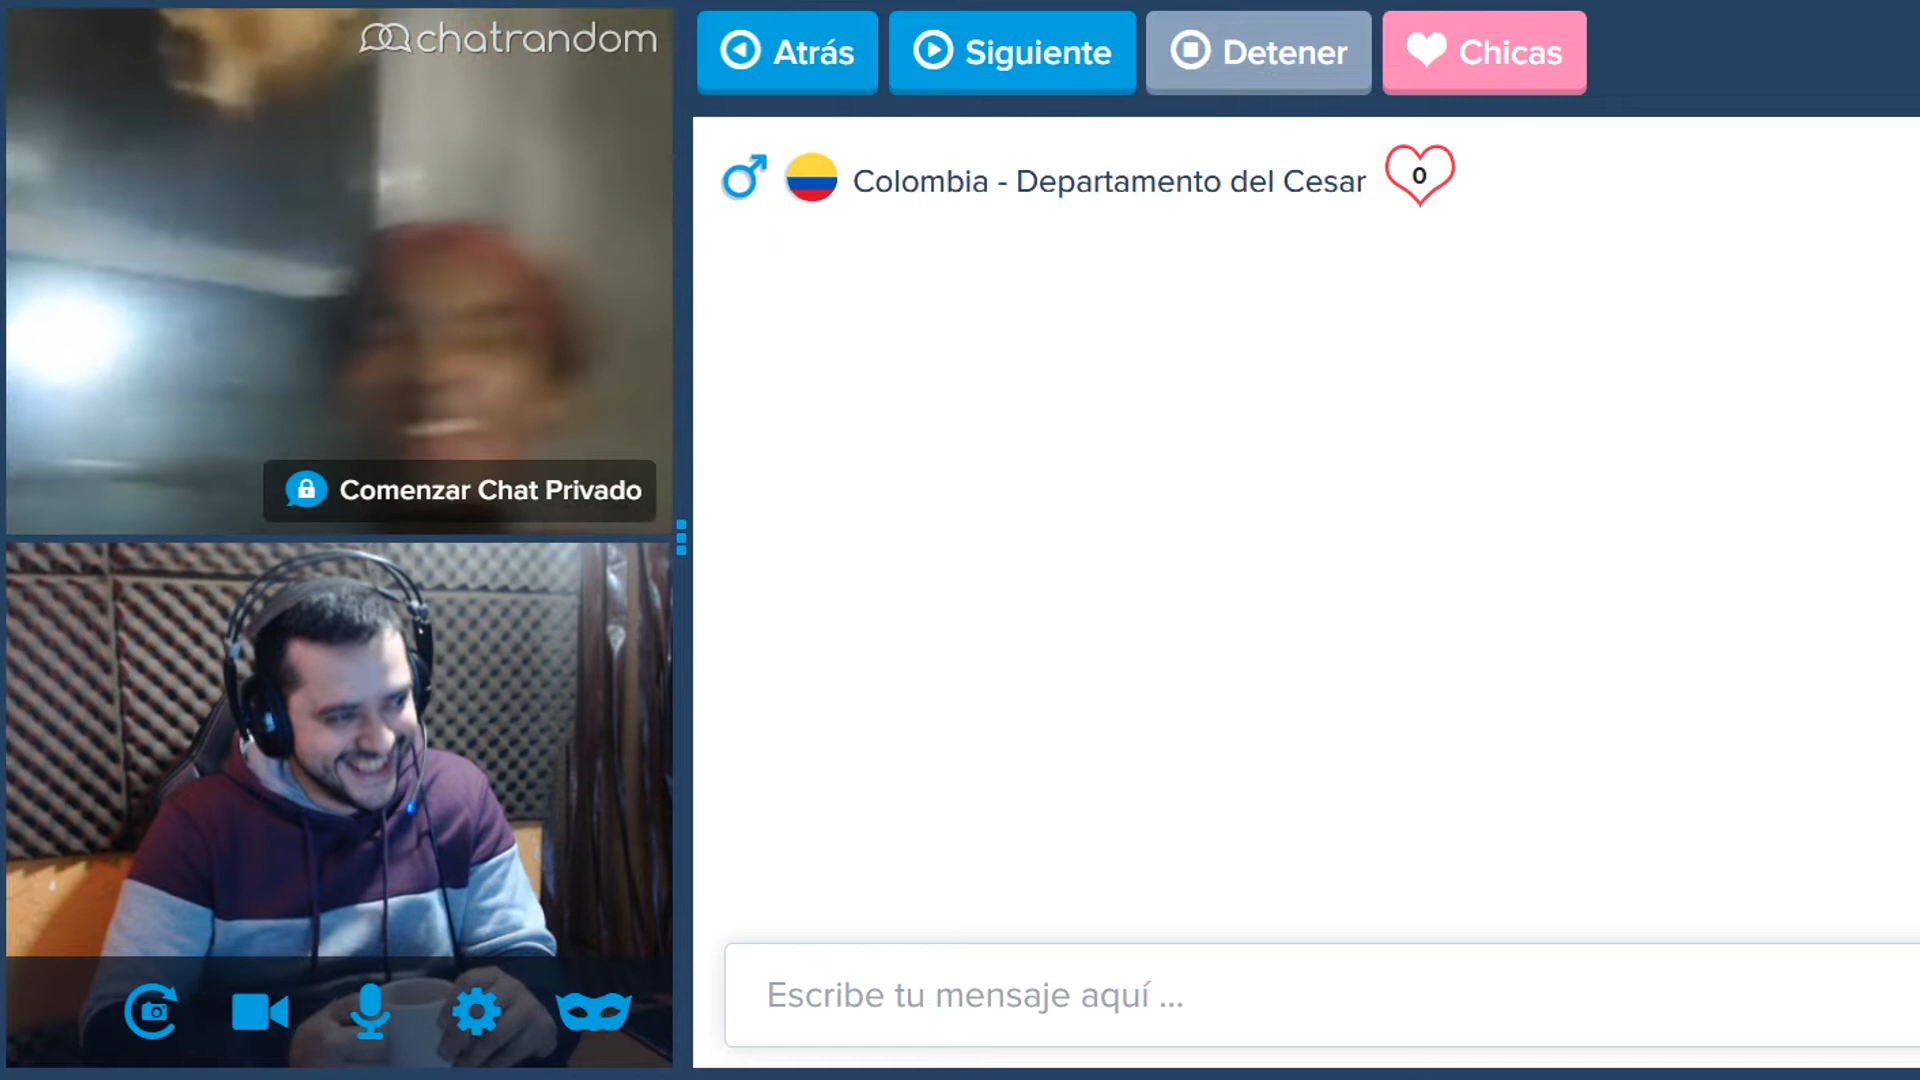 chatrandom
Atrás
Siguiente
Detener
Chicas
Colombia - Departamento del Cesar
0
Comenzar Chat Privado
Escribe tu mensaje aquí ...